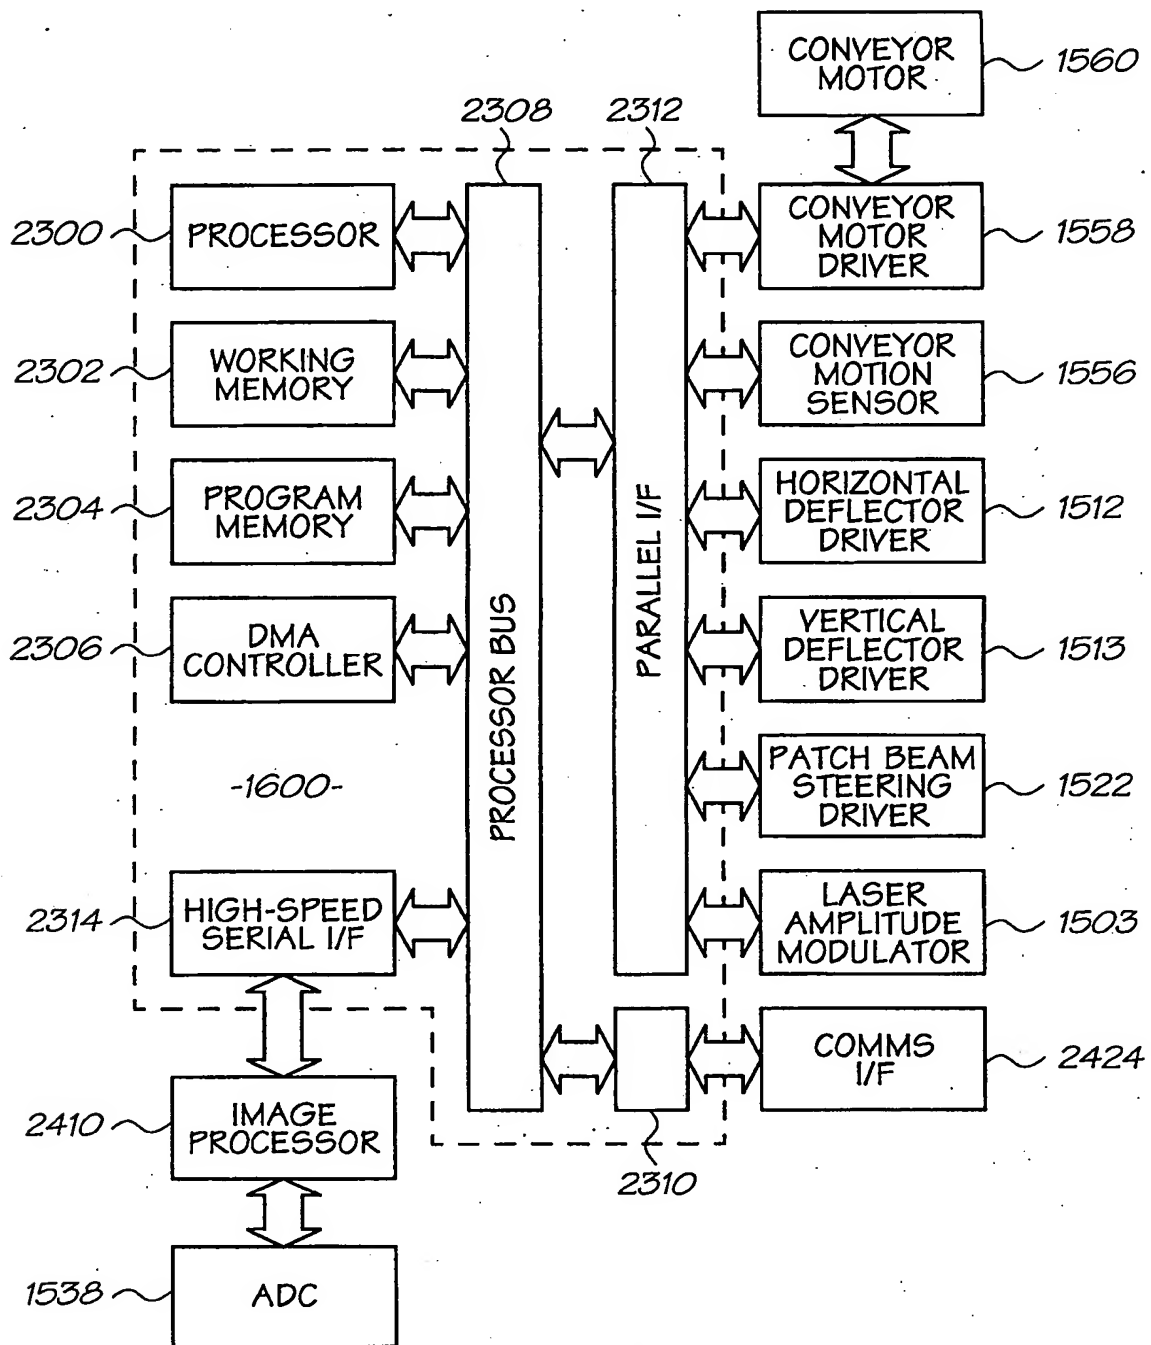 CONVEYOR
MOTOR
1560
2308
2312
2300
PROCESSOR
CONVEYOR
MOTOR
DRIVER
1558
2302
WORKING
MEMORY
CONVEYOR
MOTION
SENSOR
1556
2304
PROGRAM
MEMORY
HORIZONTAL
DEFLECTOR
DRIVER
1512
PROCESSOR BUS
PARALLEL I/F
2306
DMA
CONTROLLER
VERTICAL
DEFLECTOR
DRIVER
1513
-1600-
PATCH BEAM
STEERING
DRIVER
1522
2314
HIGH-SPEED
SERIAL I/F
LASER
AMPLITUDE
MODULATOR
1503
COMMS
I/F
2424
2410
IMAGE
PROCESSOR
2310
1538
ADC